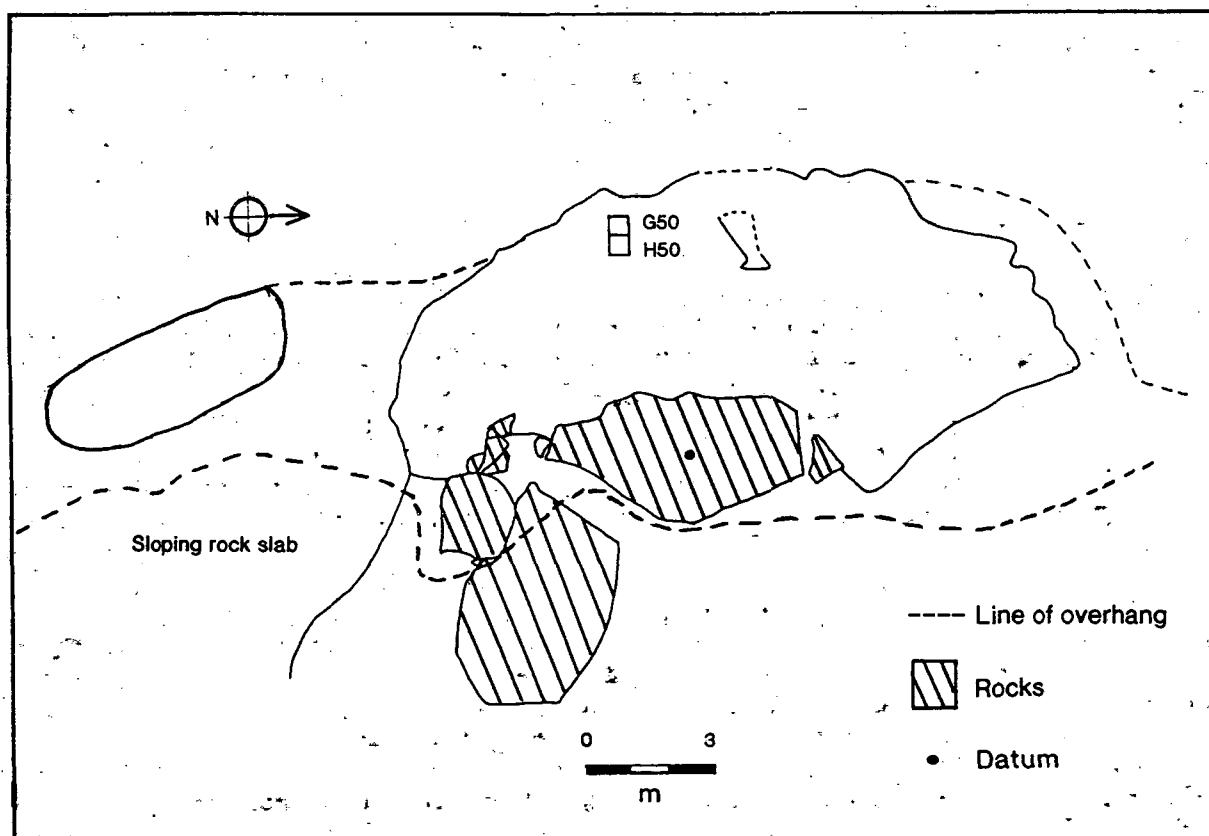 N
G50
H50
Sloping rock slab
Line of overhang
Rocks
Datum
0 3
m